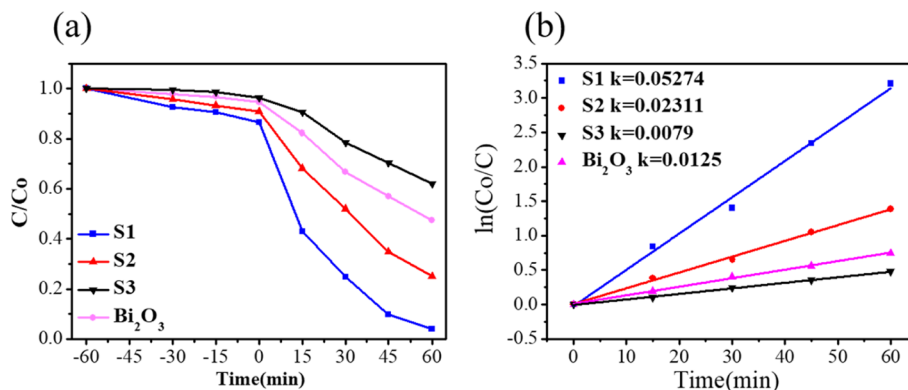 (a)
C/Co
1.0
0.8
0.6
0.4
0.2
0.0
S1
S2
S3
Bi₂O₃
-60 -45 -30 -15 0 15 30 45 60
Time(min)
(b)
ln(Co/C)
3.5
3.0
2.5
2.0
1.5
1.0
0.5
0.0
-0.5
S1 k=0.05274
S2 k=0.02311
S3 k=0.0079
Bi₂O₃ k=0.0125
0 10 20 30 40 50 60
Time(min)